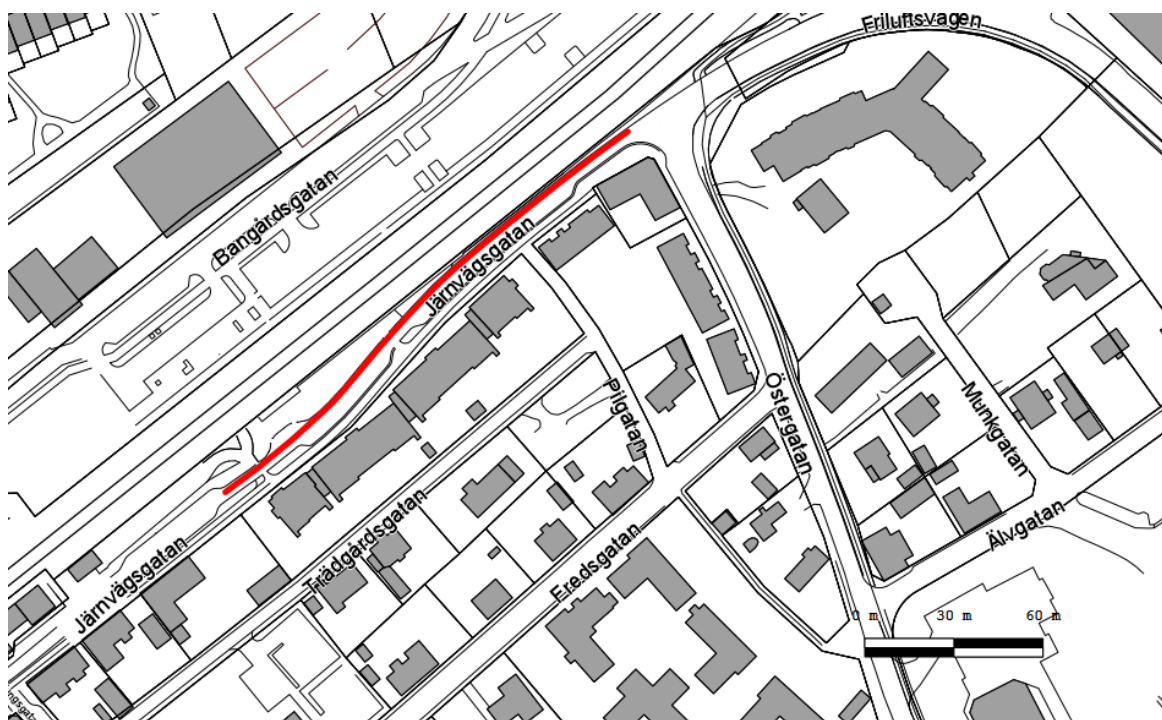 Friluftsvägen
Bangårdsgatan
Järnvägsgatan
Pilgatan
Östergatan
Munkgatan
Älvgatan
Trädgårdsgatan
Fredsgatan
Järnvägsgatan
0 m 30 m 60 m